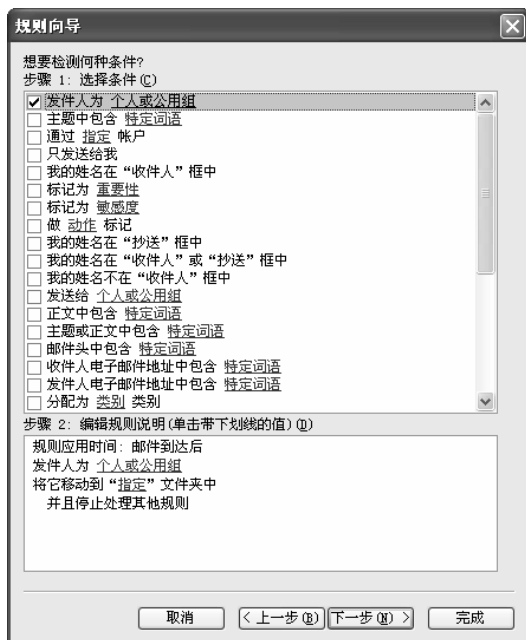 规则向导
想要检测何种条件?
步骤 1: 选择条件(C)
发件人为 个人或公用组
主题中包含 特定词语
通过 指定 帐户
只发送给我
我的姓名在“收件人”框中
标记为 重要性
标记为 敏感度
做 动作 标记
我的姓名在“抄送”框中
我的姓名在“收件人”或“抄送”框中
我的姓名不在“收件人”框中
发送给 个人或公用组
正文中包含 特定词语
主题或正文中包含 特定词语
邮件头中包含 特定词语
收件人电子邮件地址中包含 特定词语
发件人电子邮件地址中包含 特定词语
分配为 类别 类别
步骤 2: 编辑规则说明(单击带下划线的值)(D)
规则应用时间: 邮件到达后
发件人为 个人或公用组
将它移动到“指定”文件夹中
并且停止处理其他规则
取消 < 上一步(B) 下一步(N) > 完成